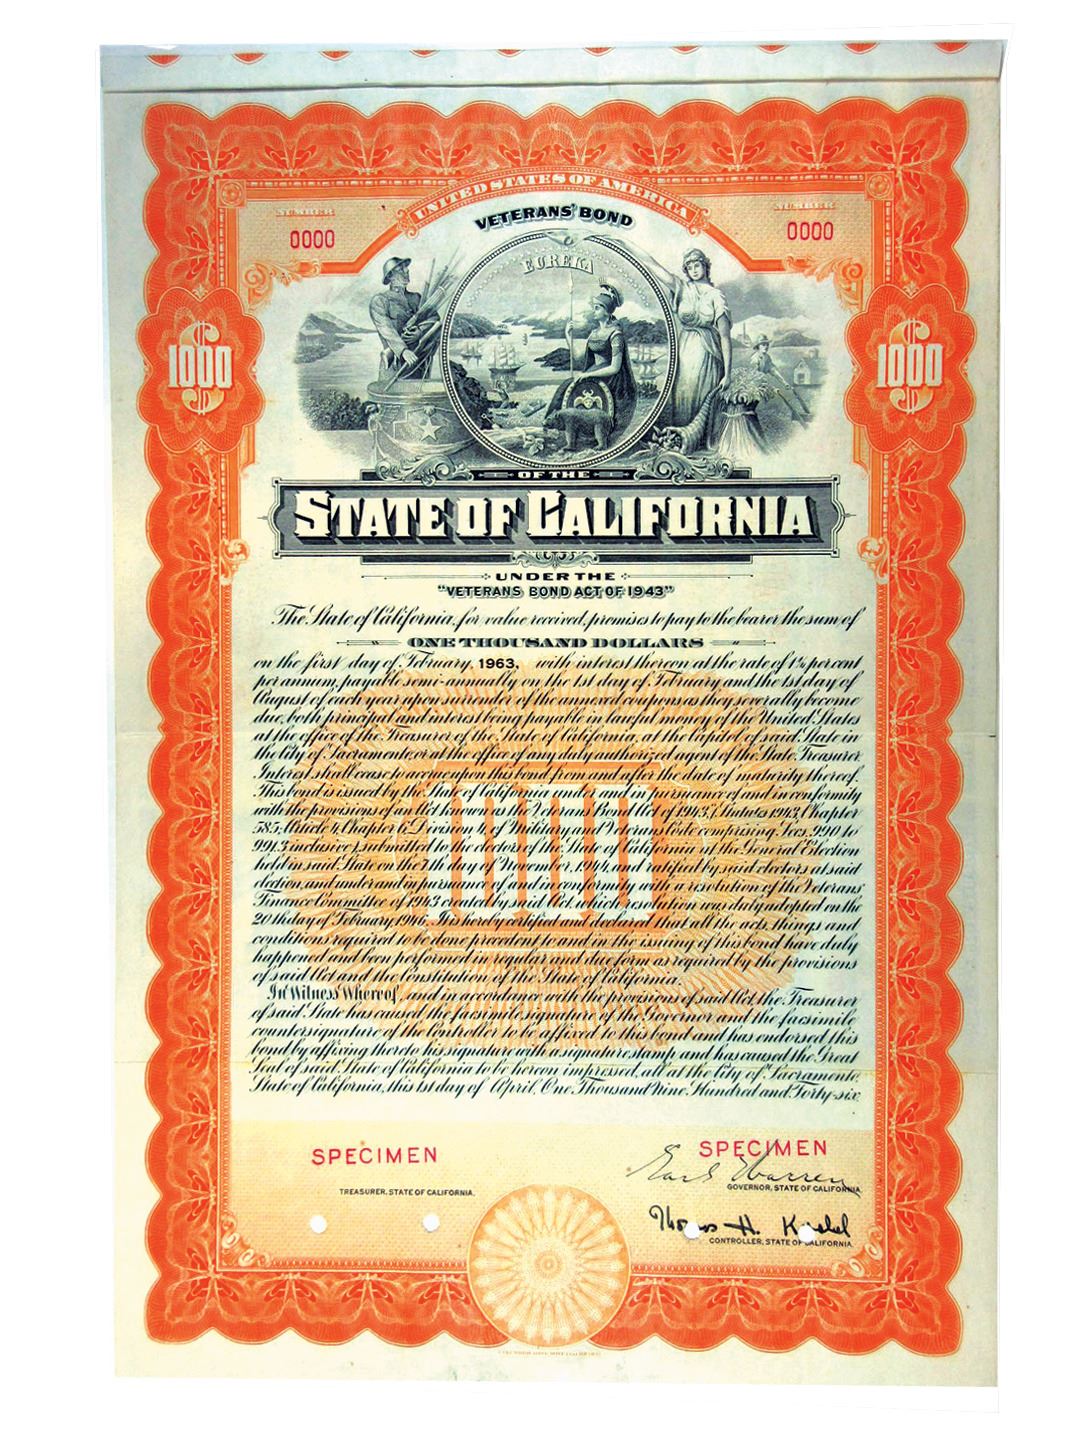 UNITED STATES OF AMERICA
VETERANS' BOND
NUMBER
0000
NUMBER
0000
EUREKA
$1000
$1000
OF THE
STATE OF CALIFORNIA
UNDER THE
"VETERANS BOND ACT OF 1943"
The State of California, for value received, promises to pay to the bearer the sum of
ONE THOUSAND DOLLARS
on the first day of February, 1963, with interest thereon at the rate of 1% per cent
per annum, payable semi-annually on the 1st day of February and the 1st day of
August of each year upon surrender of the annexed coupons as they severally become
due, both principal and interest being payable in lawful money of the United States
at the office of the Treasurer of the State of California, at the Capitol of said State in
the City of Sacramento, or at the office of any duly authorized agent of the State Treasurer.
Interest shall cease to accrue upon this bond from and after the date of maturity thereof.
This bond is issued by the State of California under and in pursuance of and in conformity
with the provisions of an Act known as the "Veterans Bond Act of 1943," (Statutes 1943, Chapter
585; Article 4, Chapter 6, Division 4, of Military and Veterans Code comprising Secs. 990 to
991.3 inclusive), submitted to the electors of the State of California at the General Election
held in said State on the 7th day of November, 1944, and ratified by said electors at said
election, and under and in pursuance of and in conformity with a resolution of the Veterans'
Finance Committee of 1943 created by said Act, which resolution was duly adopted on the
20th day of February, 1946. It is hereby certified and declared that all the acts, things and
conditions required to be done precedent to and in the issuing of this bond have duly
happened and been performed in regular and due form as required by the provisions
of said Act and the Constitution of the State of California.
In Witness Whereof, and in accordance with the provisions of said Act, the Treasurer
of said State has caused the facsimile signature of the Governor and the facsimile
countersignature of the Controller to be affixed to this bond and has endorsed this
bond by affixing thereto his signature with a signature stamp, and has caused the Great
Seal of said State of California to be hereon impressed, all at the City of Sacramento,
State of California, this 1st day of April, One Thousand Nine Hundred and Forty-six.
1000
SPECIMEN
TREASURER, STATE OF CALIFORNIA.
SPECIMEN
Earl Warren
GOVERNOR, STATE OF CALIFORNIA.
Thomas H. Kuchel
CONTROLLER, STATE OF CALIFORNIA.